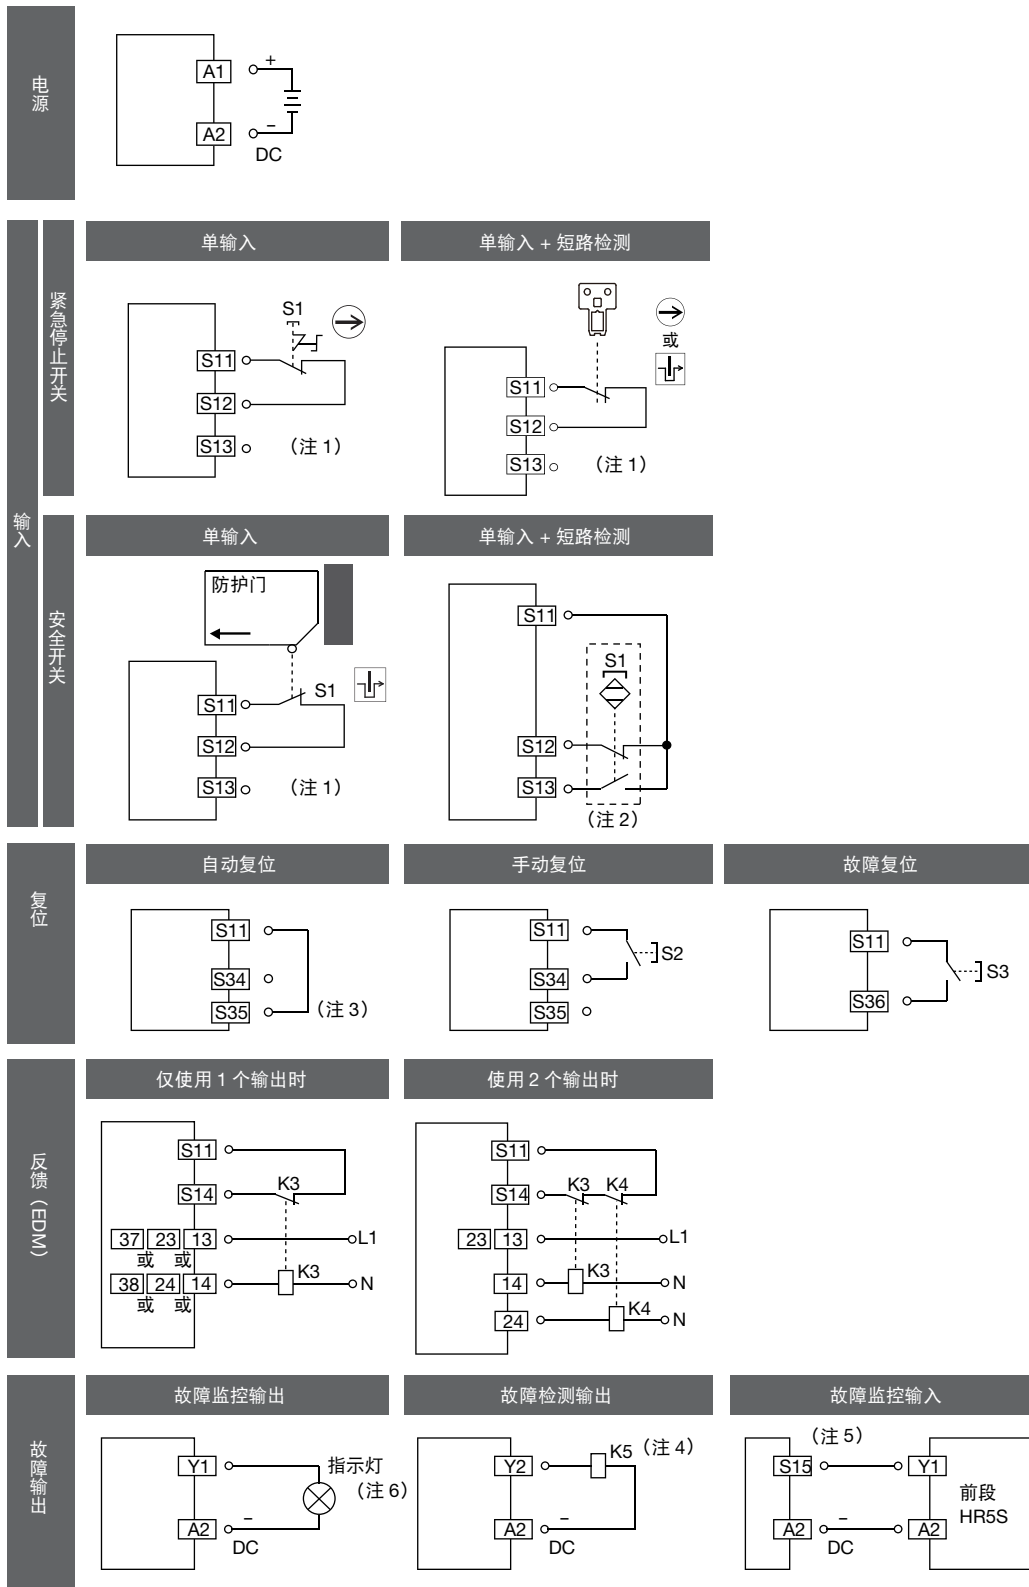 电源
A1
+
A2
−
DC
输入
紧急停止开关
单输入
S1
S11
S12
S13
（注 1）
单输入 + 短路检测
或
S11
S12
S13
（注 1）
安全开关
单输入
防护门
S1
S11
S12
S13
（注 1）
单输入 + 短路检测
S11
S1
S12
S13
（注 2）
复位
自动复位
S11
S34
S35
（注 3）
手动复位
S11
S2
S34
S35
故障复位
S11
S3
S36
反馈（EDM）
仅使用 1 个输出时
S11
K3
S14
37 23 13 L1
或 或
38 24 14 K3 N
或 或
使用 2 个输出时
S11
K3 K4
S14
23 13 L1
14 K3 N
24 K4 N
故障输出
故障监控输出
Y1
指示灯
（注 6）
A2
−
DC
故障检测输出
Y2
K5（注 4）
A2
−
DC
故障监控输入
（注 5）
S15 Y1
前段
HR5S
A2 − A2
DC